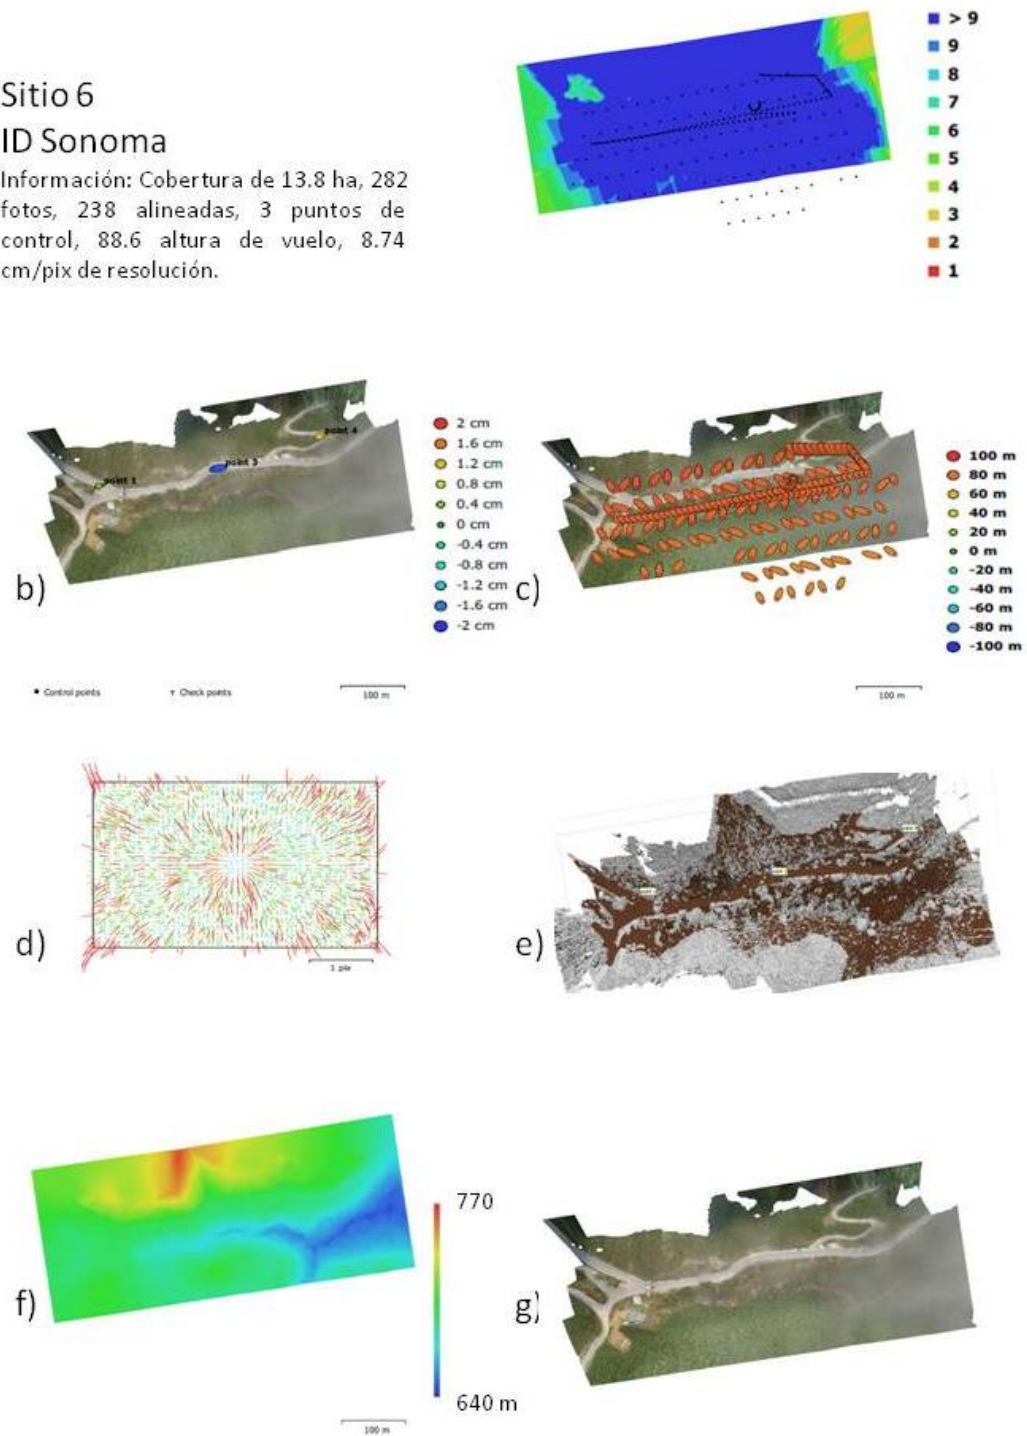 Sitio 6
ID Sonoma
Información: Cobertura de 13.8 ha, 282
fotos, 238 alineadas, 3 puntos de
control, 88.6 altura de vuelo, 8.74
cm/pix de resolución.
> 9
9
8
7
6
5
4
3
2
1
point 4
point 3
point 1
2 cm
1.6 cm
1.2 cm
0.8 cm
0.4 cm
0 cm
-0.4 cm
-0.8 cm
-1.2 cm
-1.6 cm
-2 cm
b)
Control points
Check points
100 m
100 m
80 m
60 m
40 m
20 m
0 m
-20 m
-40 m
-60 m
-80 m
-100 m
c)
100 m
d)
1 pix
e)
f)
770
640 m
100 m
g)